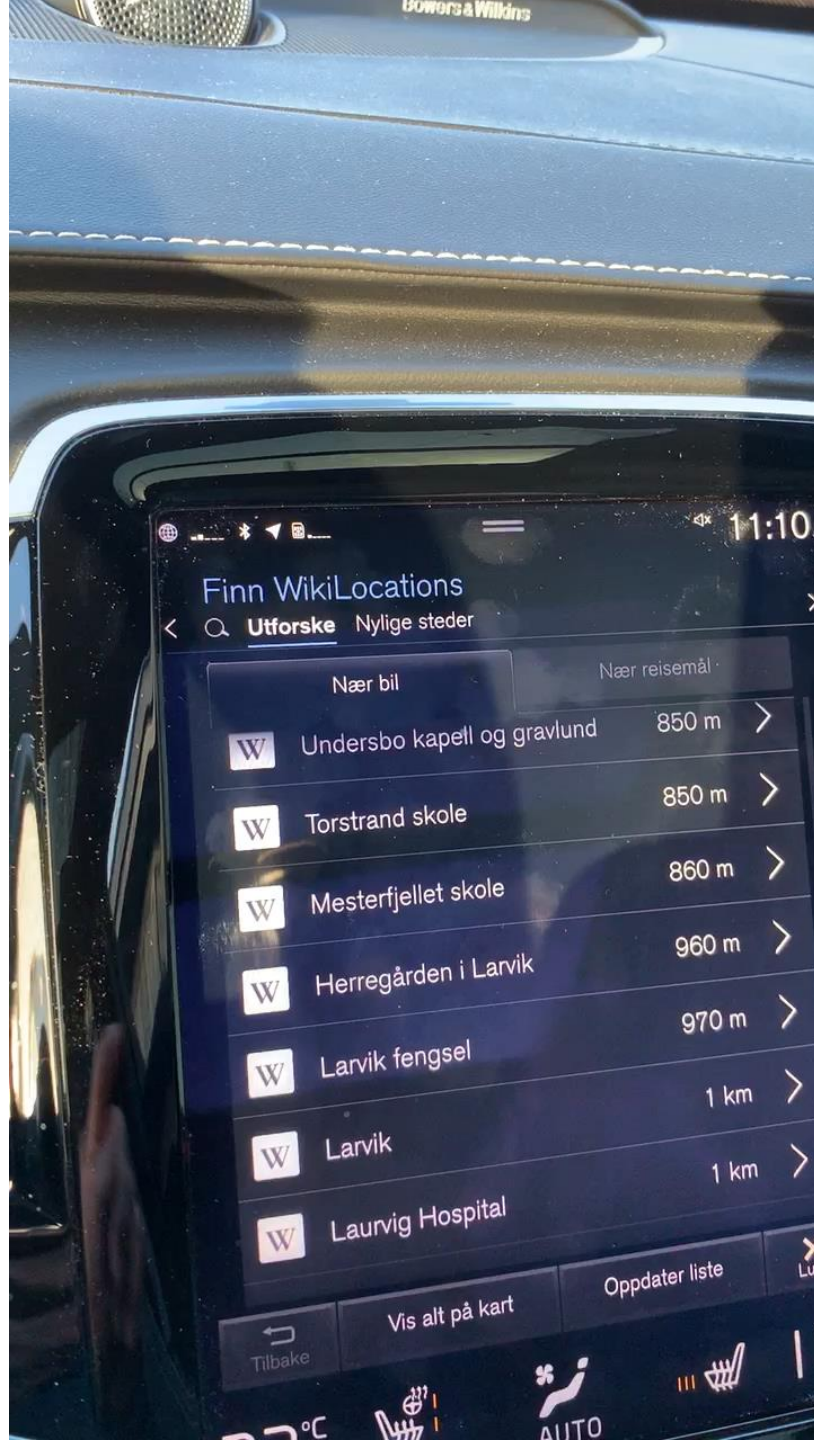 Bowers & Wilkins
11:10
Finn WikiLocations
Utforske Nylige steder
Nær bil Nær reisemål
W Undersbo kapell og gravlund 850 m
W Torstrand skole 850 m
W Mesterfjellet skole 860 m
W Herregården i Larvik 960 m
W Larvik fengsel 970 m
W Larvik 1 km
W Laurvig Hospital 1 km
Tilbake Vis alt på kart Oppdater liste
°C AUTO